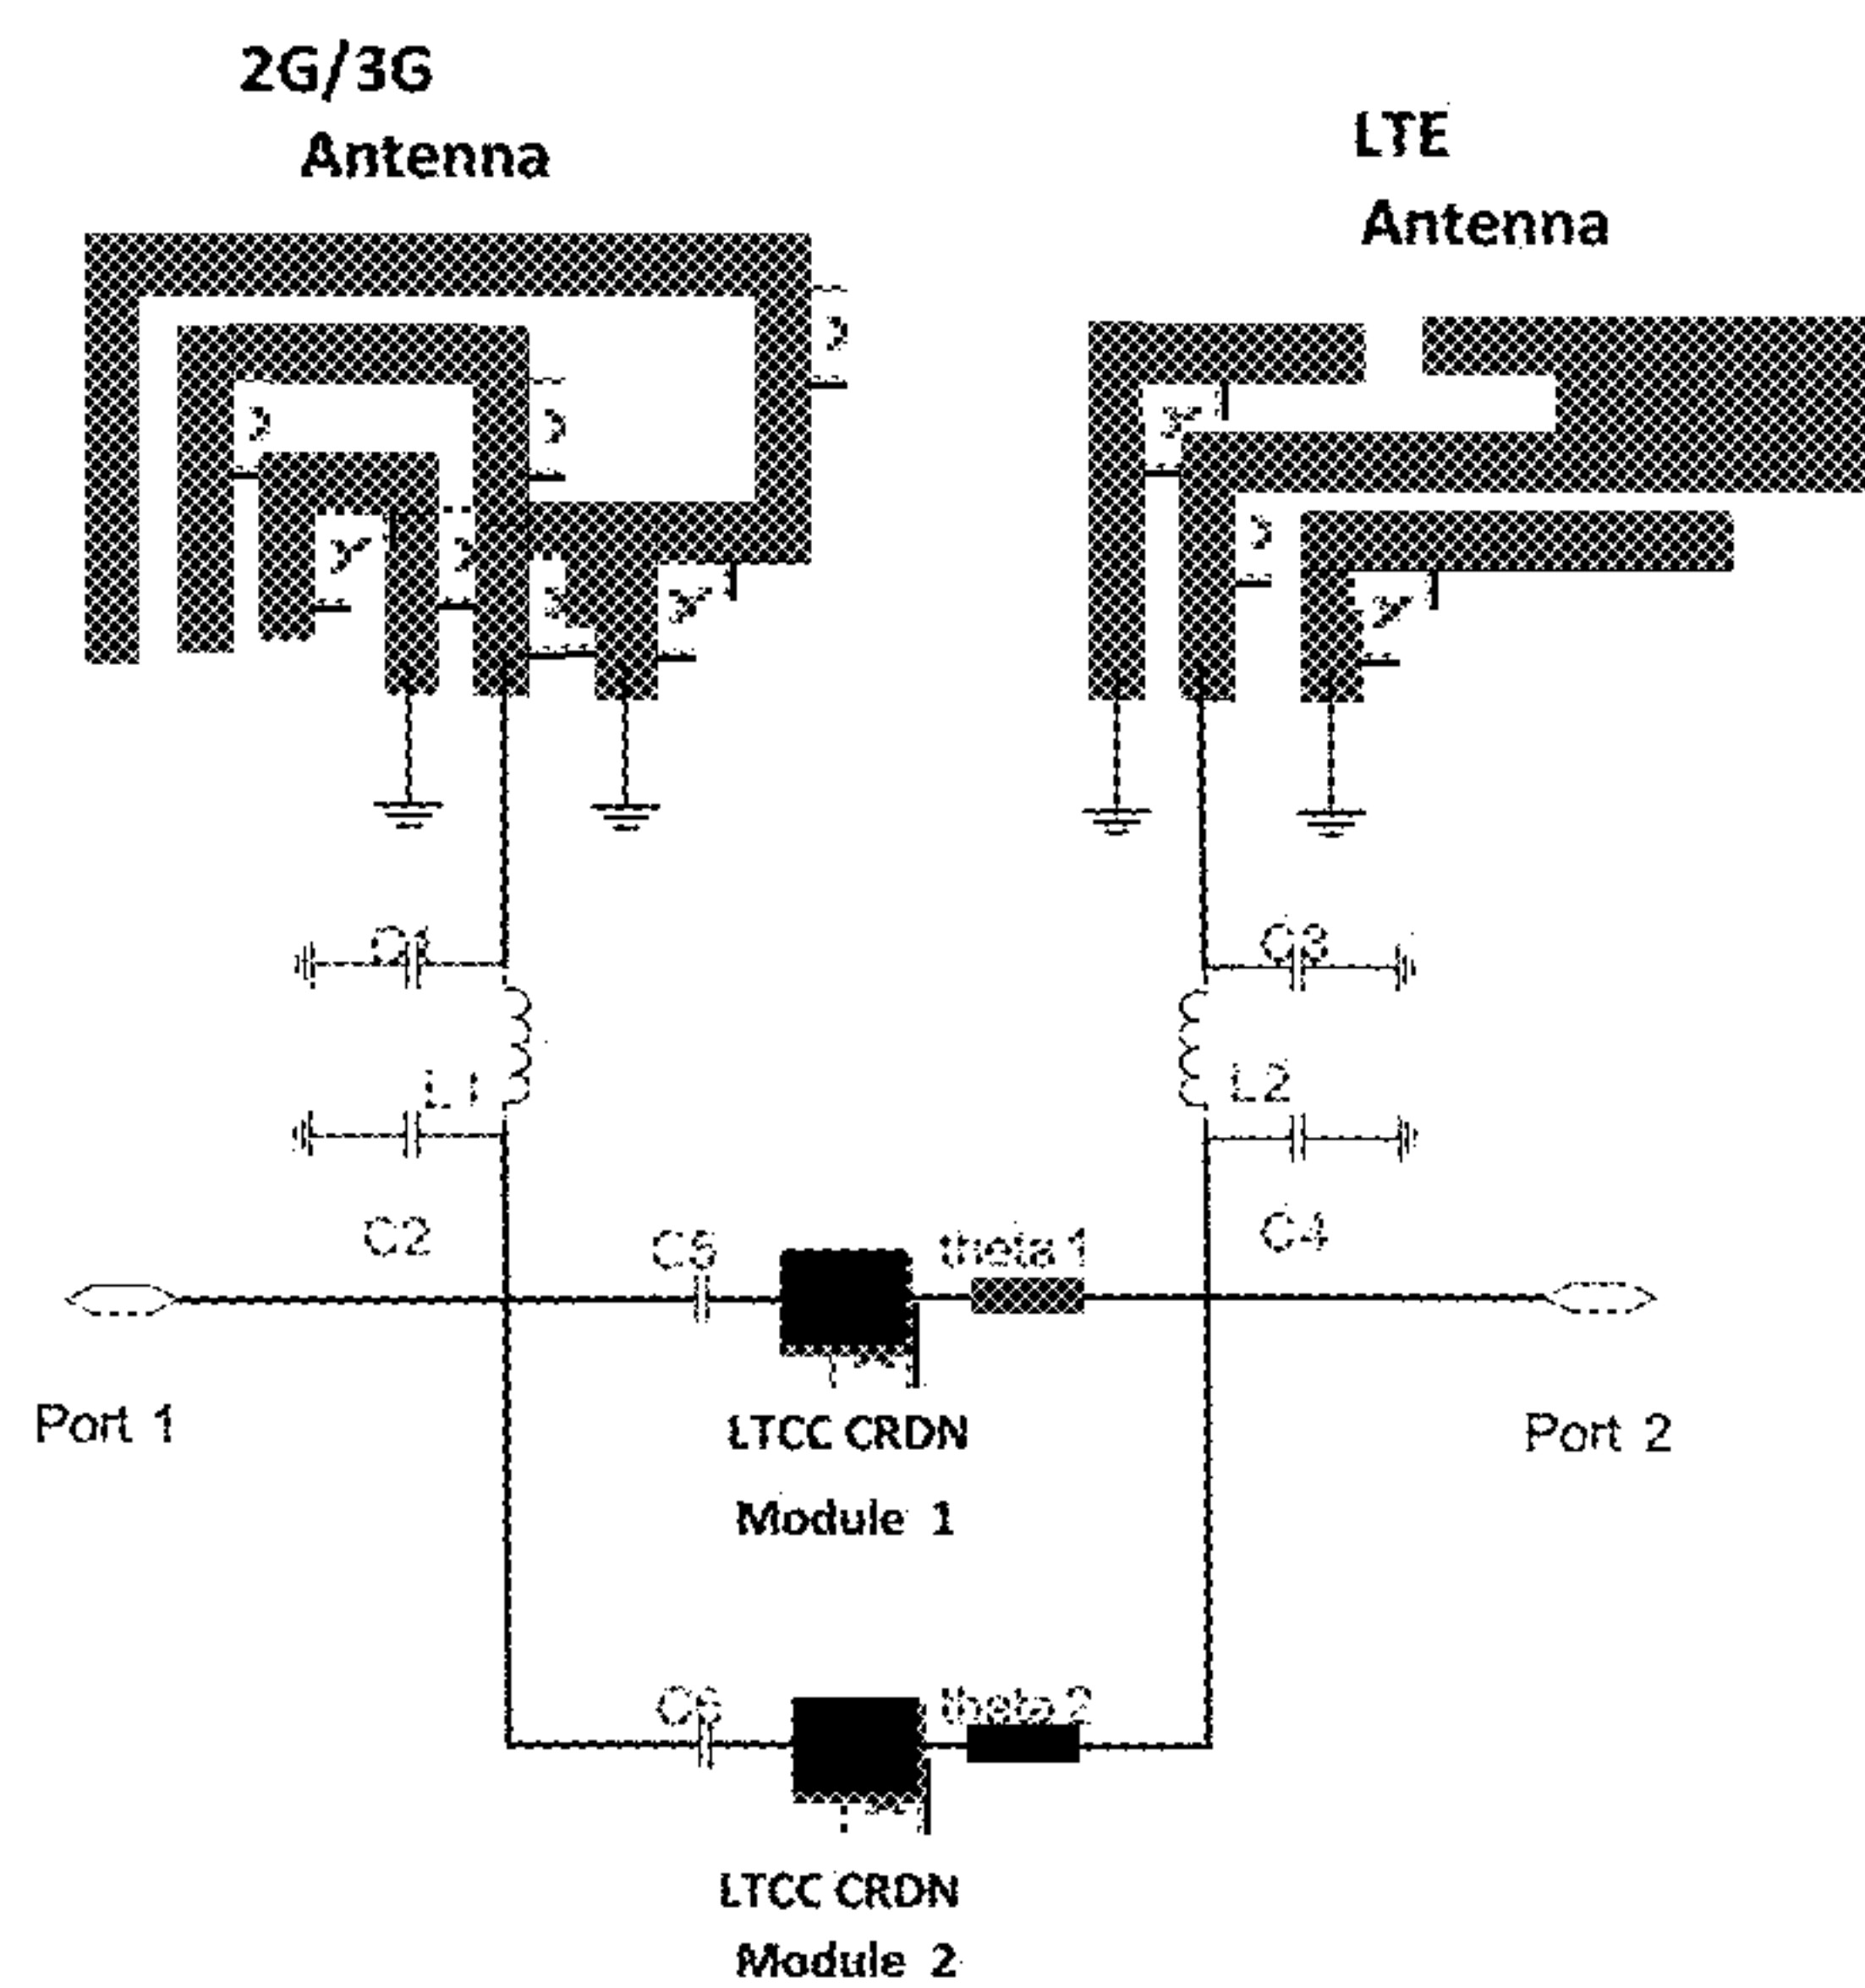 2G/3G
Antenna
LTE
Antenna
C1
C3
L1
L2
C2
C5
theta 1
C4
Port 1
LTCC CRDN
Module 1
Port 2
C6
theta 2
LTCC CRDN
Module 2